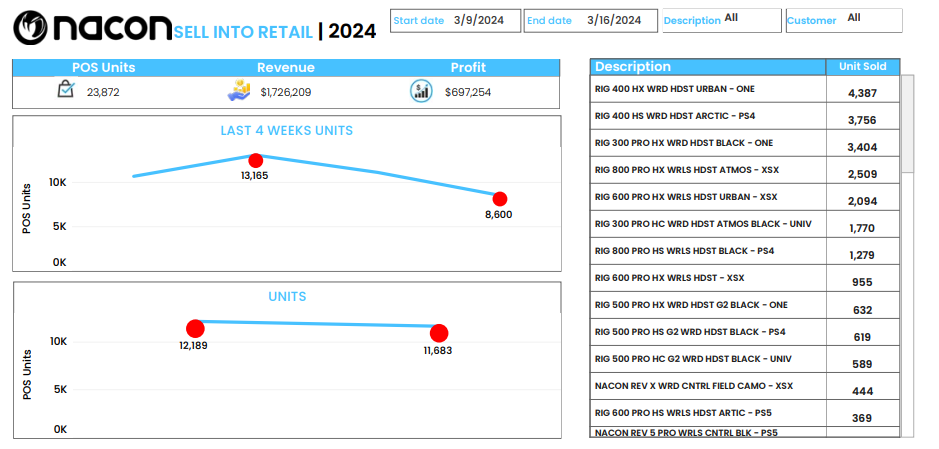 nacon SELL INTO RETAIL | 2024
Start date 3/9/2024 End date 3/16/2024 Description All Customer All
POS Units Revenue Profit
23,872 $1,726,209 $697,254
LAST 4 WEEKS UNITS
POS Units
10K
5K
0K
13,165
8,600
UNITS
POS Units
10K
5K
0K
12,189
11,683
Description Unit Sold
RIG 400 HX WRD HDST URBAN - ONE 4,387
RIG 400 HS WRD HDST ARCTIC - PS4 3,756
RIG 300 PRO HX WRD HDST BLACK - ONE 3,404
RIG 800 PRO HX WRLS HDST ATMOS - XSX 2,509
RIG 600 PRO HX WRLS HDST URBAN - XSX 2,094
RIG 300 PRO HC WRD HDST ATMOS BLACK - UNIV 1,770
RIG 800 PRO HS WRLS HDST BLACK - PS4 1,279
RIG 600 PRO HX WRLS HDST - XSX 955
RIG 500 PRO HX WRD HDST G2 BLACK - ONE 632
RIG 500 PRO HS G2 WRD HDST BLACK - PS4 619
RIG 500 PRO HC G2 WRD HDST BLACK - UNIV 589
NACON REV X WRD CNTRL FIELD CAMO - XSX 444
RIG 600 PRO HS WRLS HDST ARTIC - PS5 369
NACON REV 5 PRO WRLS CNTRL BLK - PS5